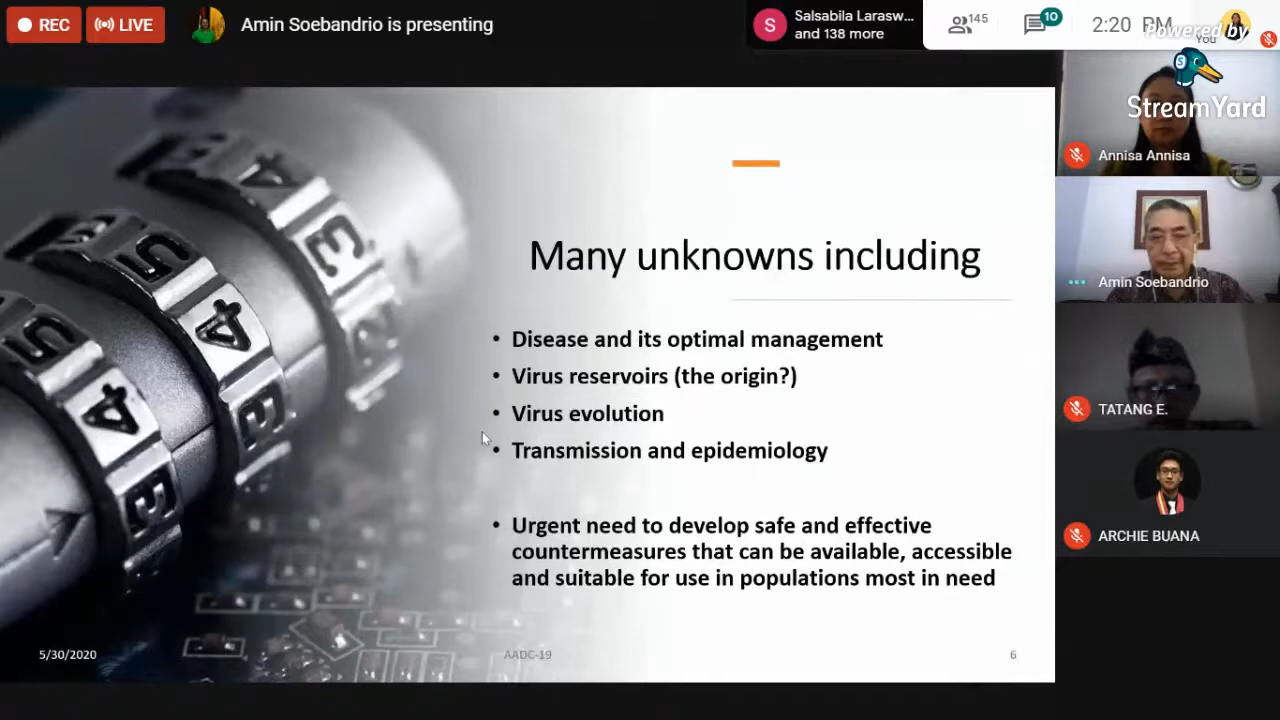 REC
LIVE
Amin Soebandrio is presenting
S
Salsabila Larasw...
and 138 more
145
10
2:20 PM
You
Powered by
StreamYard
Annisa Annisa
Amin Soebandrio
TATANG E.
ARCHIE BUANA
Many unknowns including
• Disease and its optimal management
• Virus reservoirs (the origin?)
• Virus evolution
• Transmission and epidemiology
• Urgent need to develop safe and effective
countermeasures that can be available, accessible
and suitable for use in populations most in need
5/30/2020
AADC-19
6